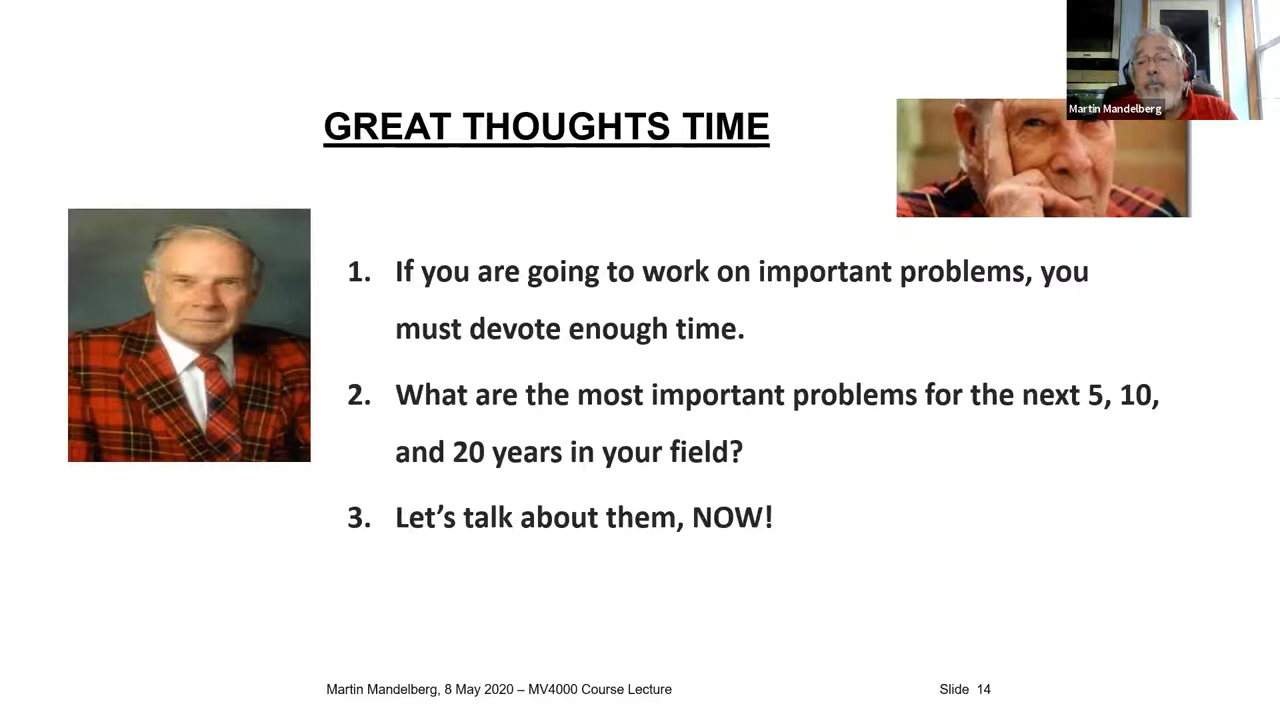 Martin Mandelberg
GREAT THOUGHTS TIME
1. If you are going to work on important problems, you
must devote enough time.
2. What are the most important problems for the next 5, 10,
and 20 years in your field?
3. Let’s talk about them, NOW!
Martin Mandelberg, 8 May 2020 – MV4000 Course Lecture
Slide 14